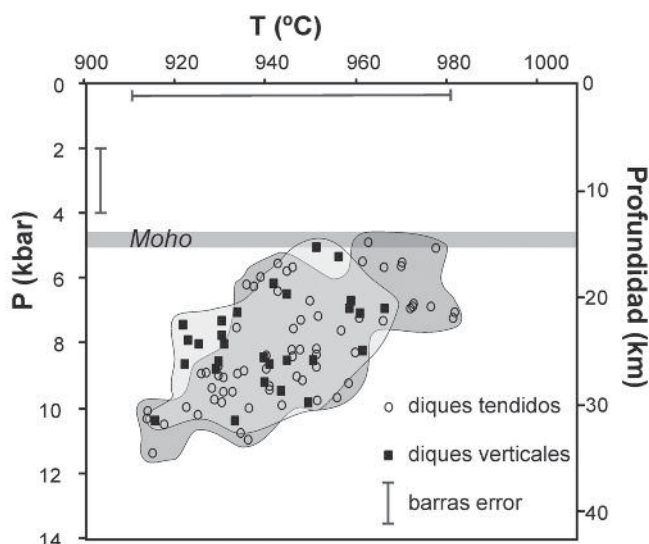 T (ºC)
900 920 940 960 980 1000
0 0
2
4 10
Moho
6
20
8
10 30
12
14 40
P (kbar)
Profundidad (km)
diques tendidos
diques verticales
barras error